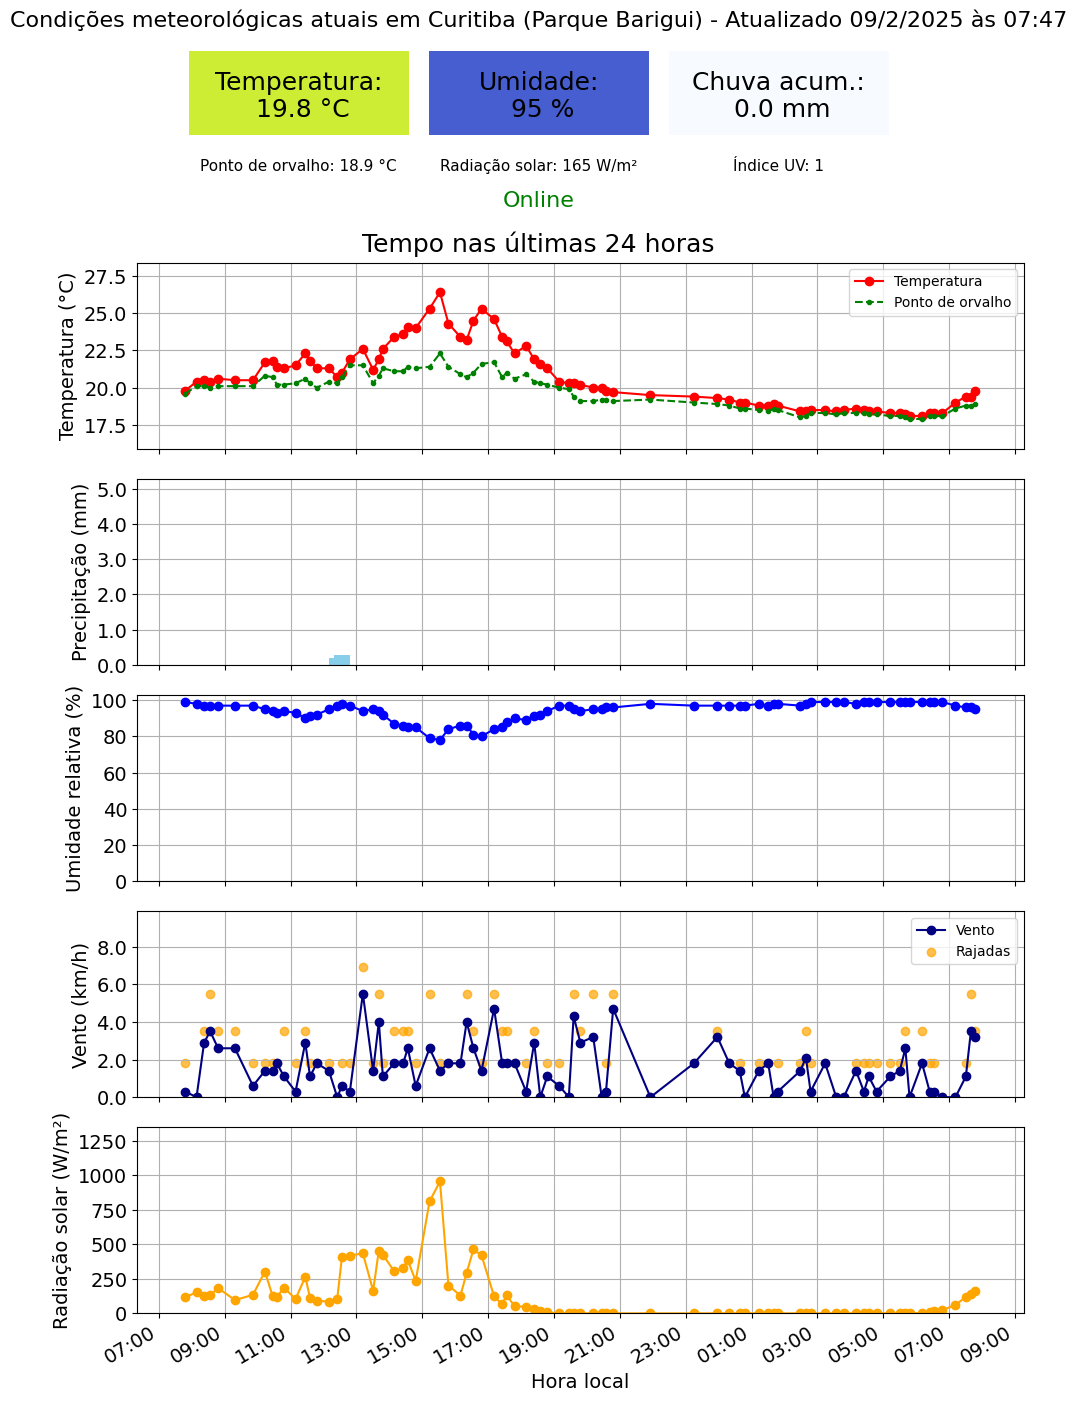 Condições meteorológicas atuais em Curitiba (Parque Barigui) - Atualizado 09/2/2025 às 07:47
Temperatura:
19.8 °C
Umidade:
95 %
Chuva acum.:
0.0 mm
Ponto de orvalho: 18.9 °C
Radiação solar: 165 W/m²
Índice UV: 1
Online
Tempo nas últimas 24 horas
Temperatura (°C)
27.5
25.0
22.5
20.0
17.5
Temperatura
Ponto de orvalho
Precipitação (mm)
5.0
4.0
3.0
2.0
1.0
0.0
Umidade relativa (%)
100
80
60
40
20
0
Vento (km/h)
8.0
6.0
4.0
2.0
0.0
Vento
Rajadas
Radiação solar (W/m²)
1250
1000
750
500
250
0
07:00
09:00
11:00
13:00
15:00
17:00
19:00
21:00
23:00
01:00
03:00
05:00
07:00
09:00
Hora local